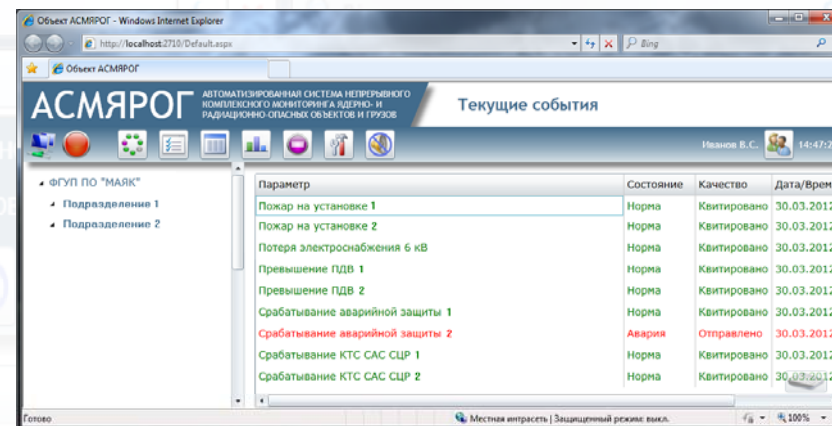 Объект АСМЯРОГ - Windows Internet Explorer
http://localhost:2710/Default.aspx
Bing
Объект АСМЯРОГ
АСМЯРОГ
АВТОМАТИЗИРОВАННАЯ СИСТЕМА НЕПРЕРЫВНОГО
КОМПЛЕКСНОГО МОНИТОРИНГА ЯДЕРНО- И
РАДИАЦИОННО-ОПАСНЫХ ОБЪЕКТОВ И ГРУЗОВ
Текущие события
Иванов В.С. 14:47:2
ФГУП ПО "МАЯК"
Подразделение 1
Подразделение 2
Параметр Состояние Качество Дата/Врем
Пожар на установке 1 Норма Квитировано 30.03.2012
Пожар на установке 2 Норма Квитировано 30.03.2012
Потеря электроснабжения 6 кВ Норма Квитировано 30.03.2012
Превышение ПДВ 1 Норма Квитировано 30.03.2012
Превышение ПДВ 2 Норма Квитировано 30.03.2012
Срабатывание аварийной защиты 1 Норма Квитировано 30.03.2012
Срабатывание аварийной защиты 2 Авария Отправлено 30.03.2012
Срабатывание КТС САС СЦР 1 Норма Квитировано 30.03.2012
Срабатывание КТС САС СЦР 2 Норма Квитировано 30.03.2012
Готово Местная интрасеть | Защищенный режим: выкл. 100%